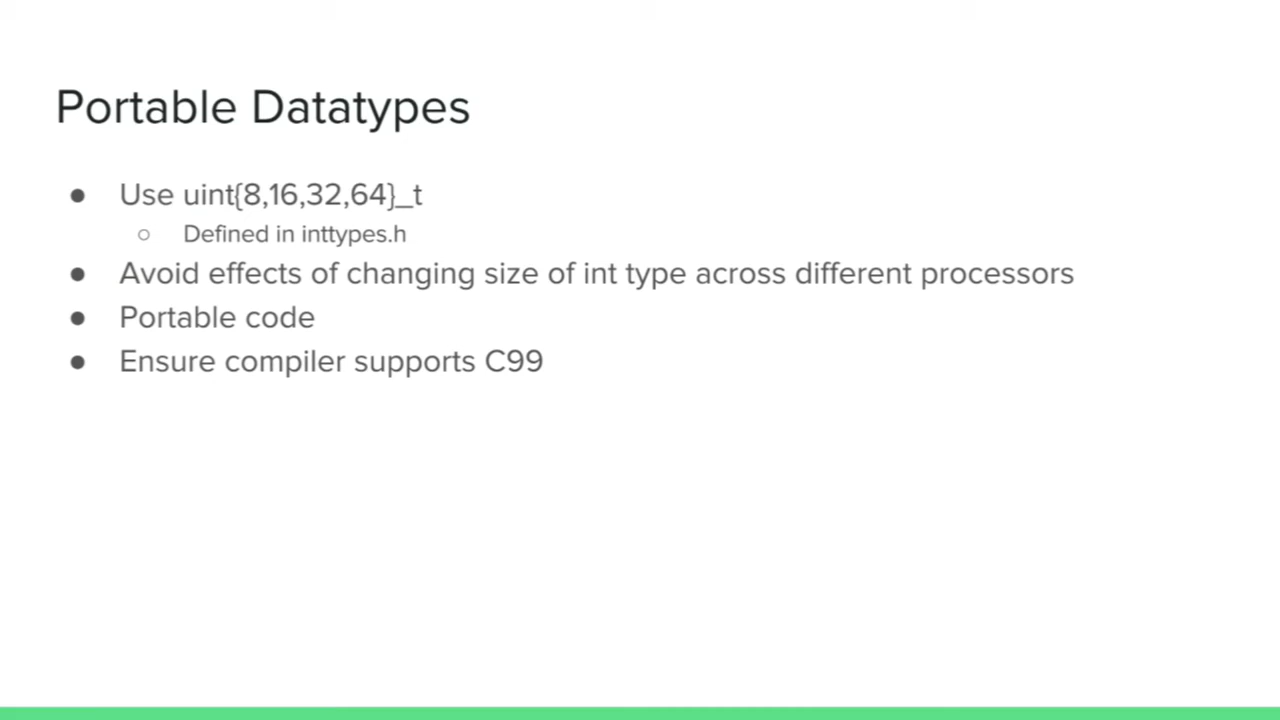 Portable Datatypes
● Use uint{8,16,32,64}_t
○ Defined in inttypes.h
● Avoid effects of changing size of int type across different processors
● Portable code
● Ensure compiler supports C99